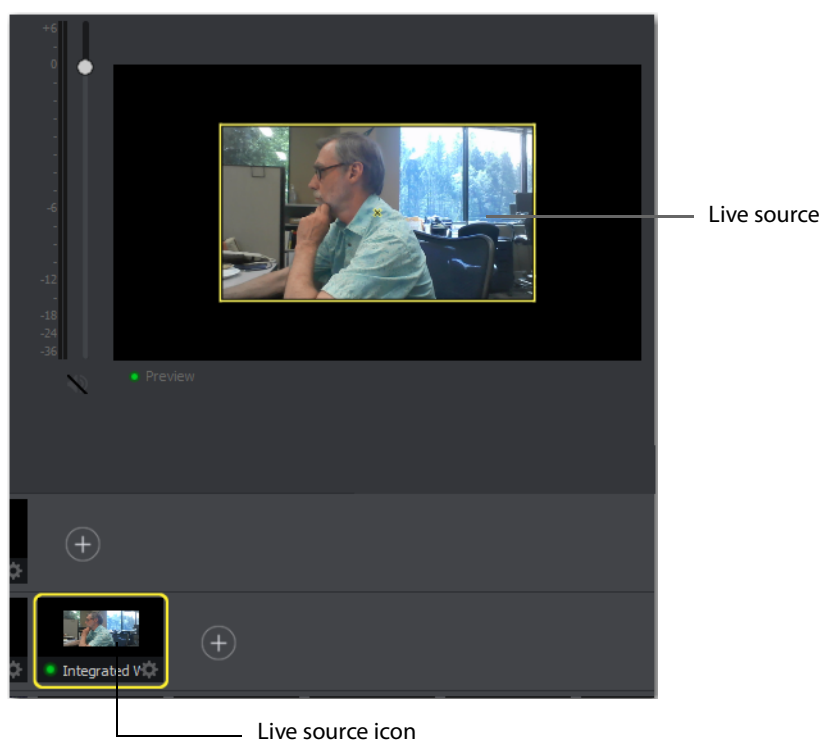 +6
0
-6
-12
-18
-24
-36
Live source
Preview
Integrated W
Live source icon